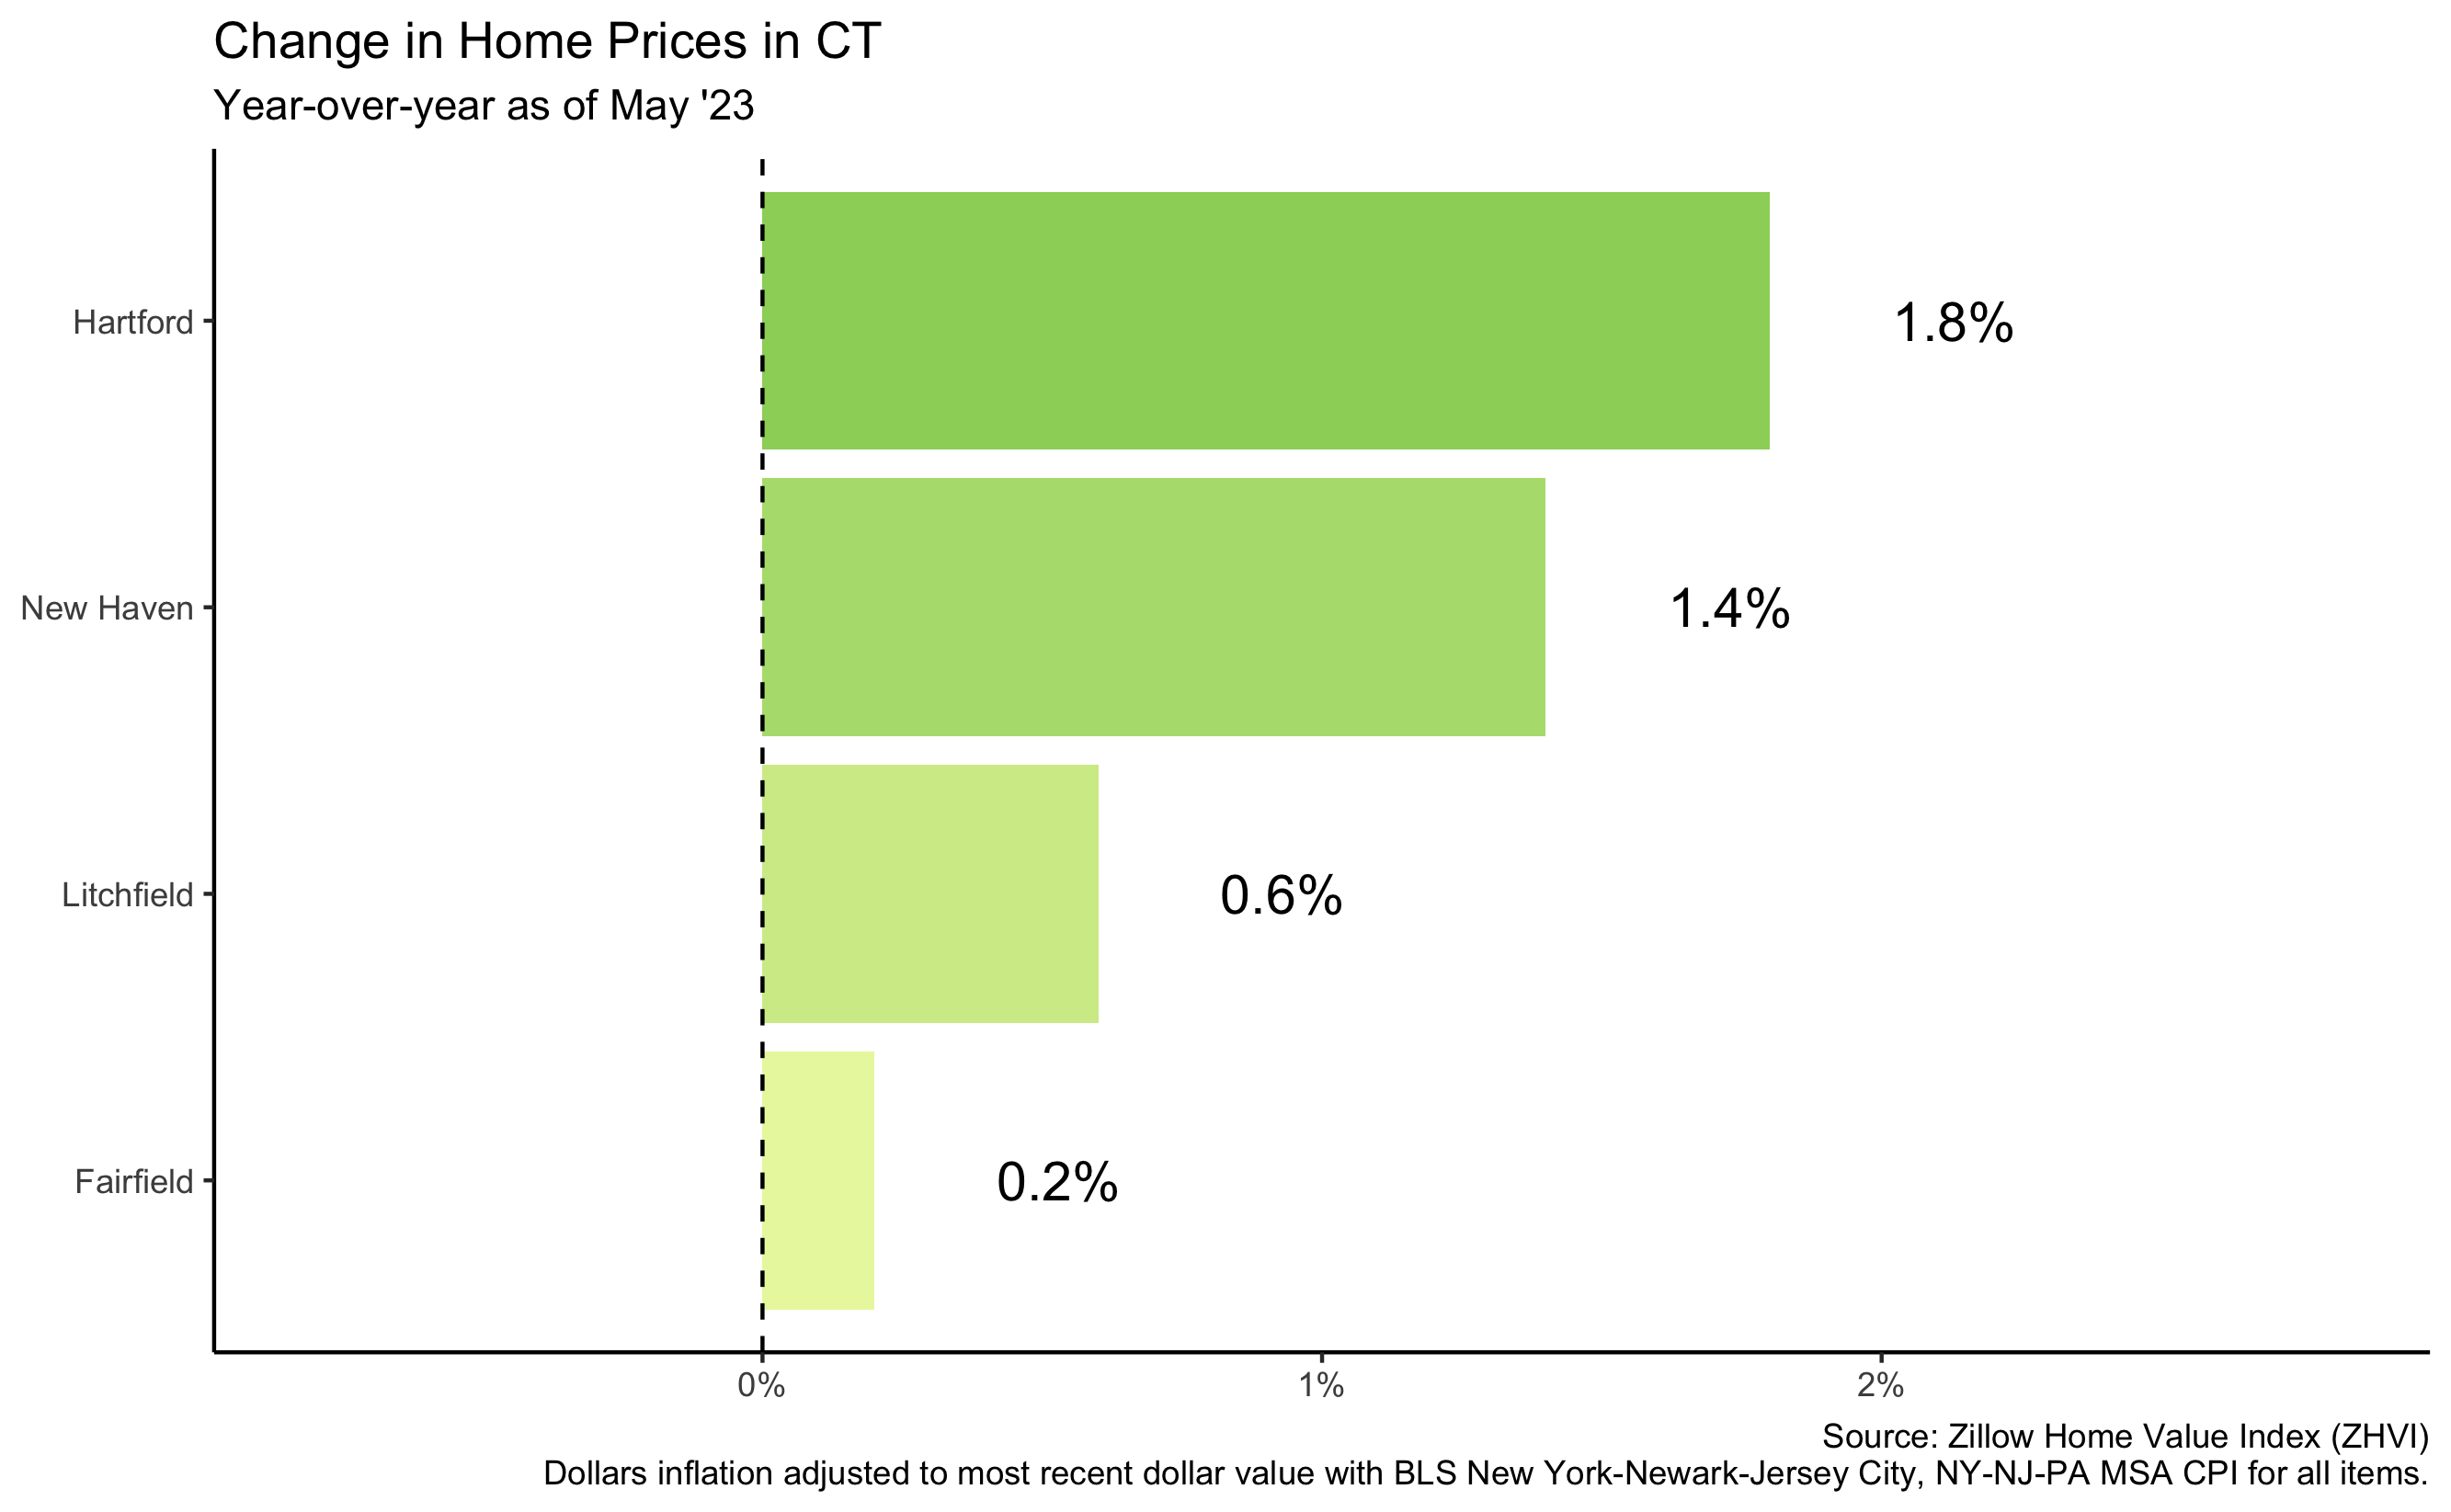 Change in Home Prices in CT
Year-over-year as of May '23
Hartford
1.8%
New Haven
1.4%
Litchfield
0.6%
Fairfield
0.2%
0%
1%
2%
Source: Zillow Home Value Index (ZHVI)
Dollars inflation adjusted to most recent dollar value with BLS New York-Newark-Jersey City, NY-NJ-PA MSA CPI for all items.